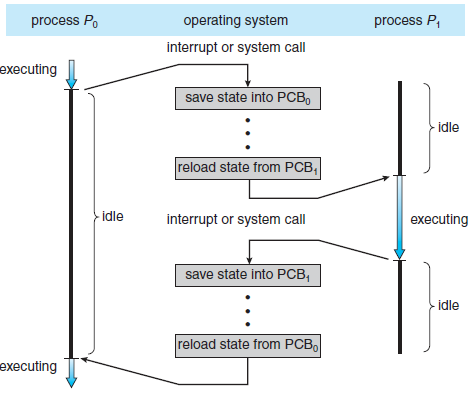 process P₀ operating system process P₁
interrupt or system call
executing
save state into PCB₀
idle
reload state from PCB₁
idle
interrupt or system call
executing
save state into PCB₁
idle
reload state from PCB₀
executing